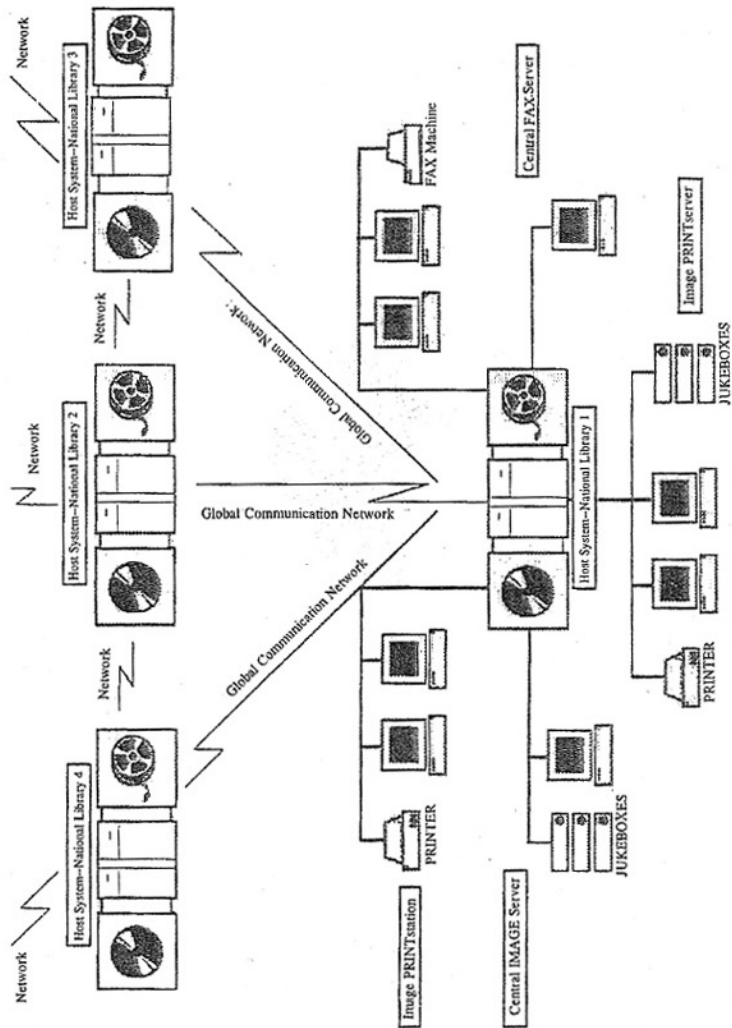 Network
Host System–National Library 4
Network
Network
Host System–National Library 2
Network
Host System–National Library 3
Network
Global Communication Network
Global Communication Network
Global Communication Network:
Image PRINTstation
PRINTER
FAX Machine
Central FAX.Server
Central IMAGE Server
JUKEBOXES
Host System–National Library 1
PRINTER
JUKEBOXES
Image PRINTserver